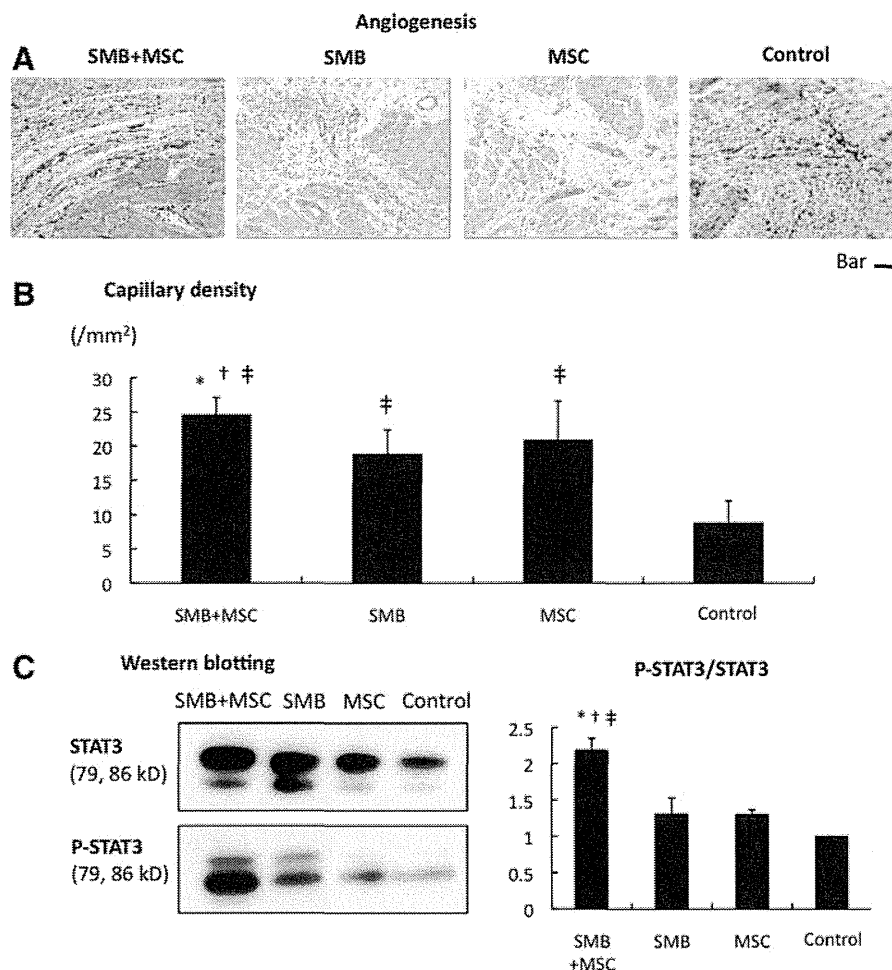 Angiogenesis
A SMB+MSC SMB MSC Control
Bar
B Capillary density
(/mm²)
* † ‡
‡
‡
30
25
20
15
10
5
0
SMB+MSC SMB MSC Control
C Western blotting
SMB+MSC SMB MSC Control
STAT3
(79, 86 kD)
P-STAT3
(79, 86 kD)
P-STAT3/STAT3
* † ‡
2.5
2
1.5
1
0.5
0
SMB SMB MSC Control
+MSC